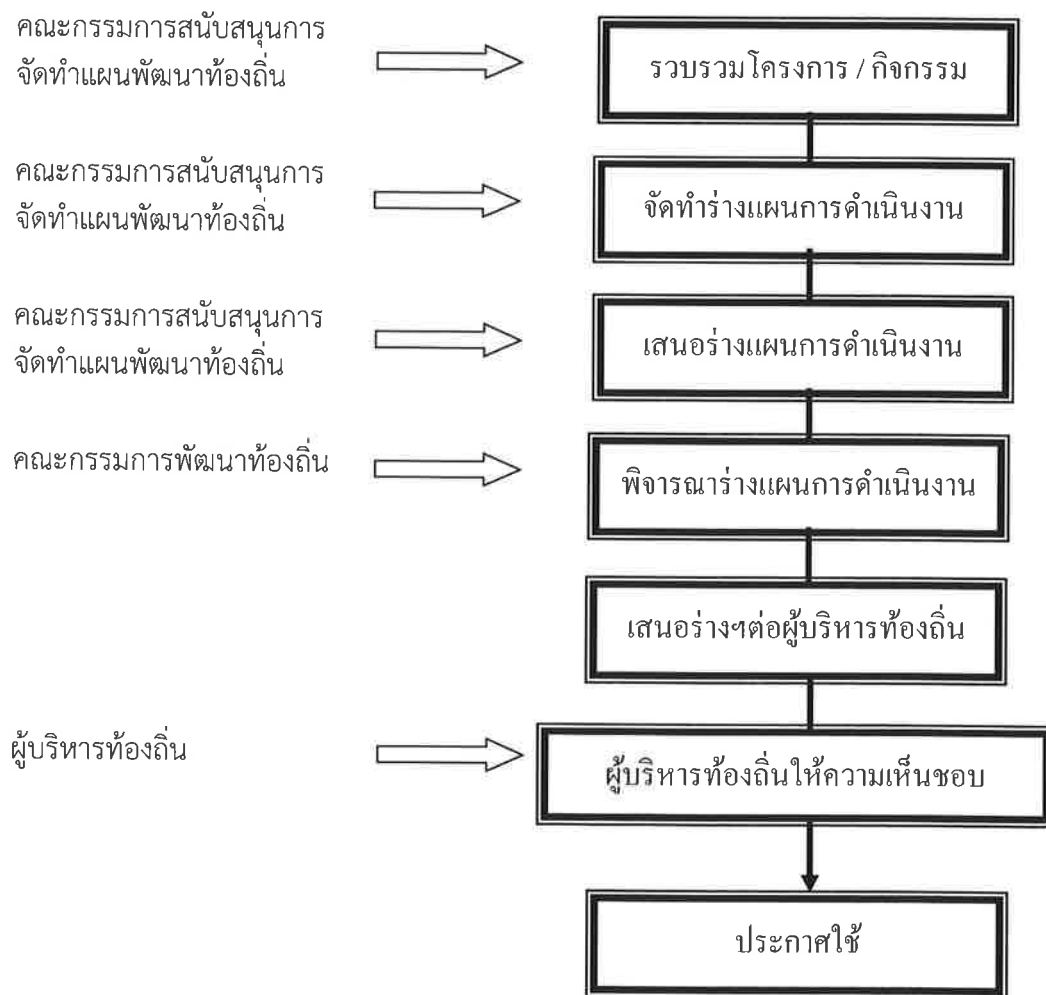 คณะกรรมการสนับสนุนการ
จัดทำแผนพัฒนาท้องถิ่น
รวบรวมโครงการ / กิจกรรม
คณะกรรมการสนับสนุนการ
จัดทำแผนพัฒนาท้องถิ่น
จัดทำร่างแผนการดำเนินงาน
คณะกรรมการสนับสนุนการ
จัดทำแผนพัฒนาท้องถิ่น
เสนอร่างแผนการดำเนินงาน
คณะกรรมการพัฒนาท้องถิ่น
พิจารณาร่างแผนการดำเนินงาน
เสนอร่างฯต่อผู้บริหารท้องถิ่น
ผู้บริหารท้องถิ่น
ผู้บริหารท้องถิ่นให้ความเห็นชอบ
ประกาศใช้